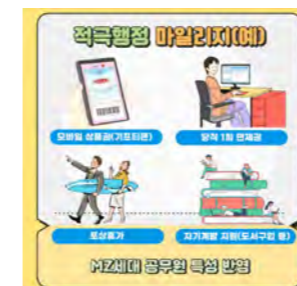 적극행정 마일리지(예)
모바일 상품권(기프티콘)
당직 1회 면제권
포상휴가
자기계발 지원(도서구입 등)
MZ세대 공무원 특성 반영